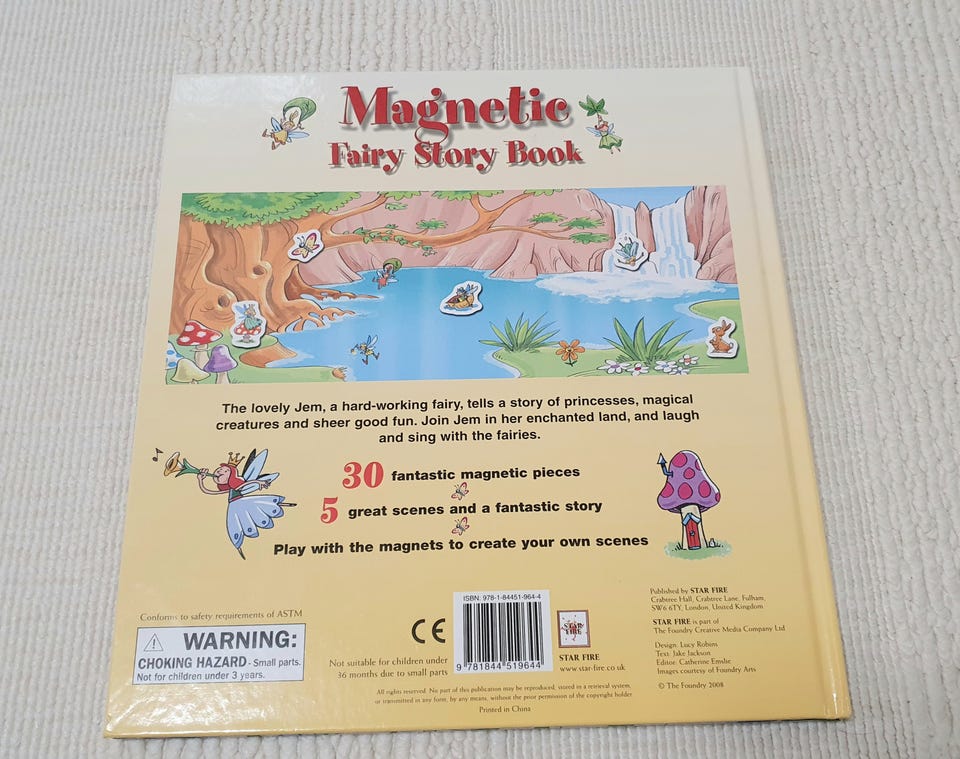 Magnetic
Fairy Story Book
The lovely Jem, a hard-working fairy, tells a story of princesses, magical
creatures and sheer good fun. Join Jem in her enchanted land, and laugh
and sing with the fairies.
30 fantastic magnetic pieces
5 great scenes and a fantastic story
Play with the magnets to create your own scenes
Conforms to safety requirements of ASTM
WARNING:
CHOKING HAZARD - Small parts.
Not for children under 3 years.
CE
Not suitable for children under
36 months due to small parts
ISBN: 978-1-84451-964-4
9 781844 519644
STAR
FIRE
STAR FIRE
www.star-fire.co.uk
Published by STAR FIRE
Crabtree Hall, Crabtree Lane, Fulham,
SW6 6TY, London, United Kingdom
STAR FIRE is part of
The Foundry Creative Media Company Ltd
Design: Lucy Robins
Text: Jake Jackson
Editor: Catherine Emslie
Images courtesy of Foundry Arts
© The Foundry 2008
All rights reserved. No part of this publication may be reproduced, stored in a retrieval system,
or transmitted in any form, by any means, without the prior permission of the copyright holder
Printed in China